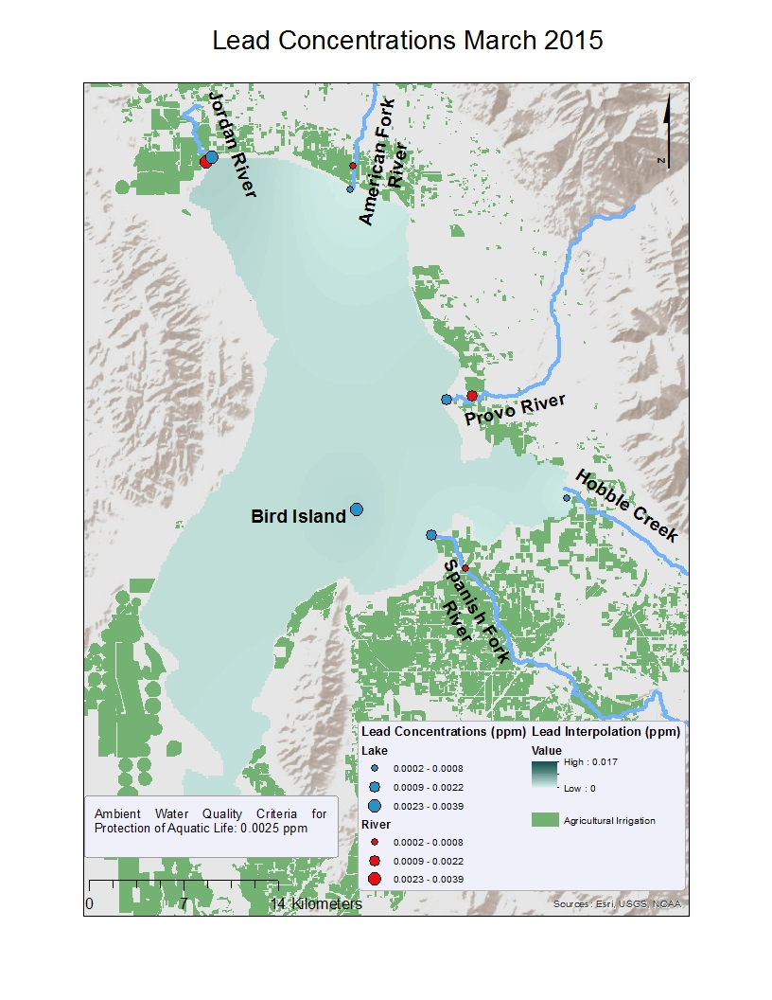 Lead Concentrations March 2015
Jordan River
American Fork
River
N
Provo River
Hobble Creek
Bird Island
Spanish Fork
River
Lead Concentrations (ppm)
Lake
0.0002 - 0.0008
0.0009 - 0.0022
0.0023 - 0.0039
River
0.0002 - 0.0008
0.0009 - 0.0022
0.0023 - 0.0039
Lead Interpolation (ppm)
Value
High : 0.017
Low : 0
Agricultural Irrigation
Ambient Water Quality Criteria for
Protection of Aquatic Life: 0.0025 ppm
0 7 14 Kilometers
Sources: Esri, USGS, NOAA